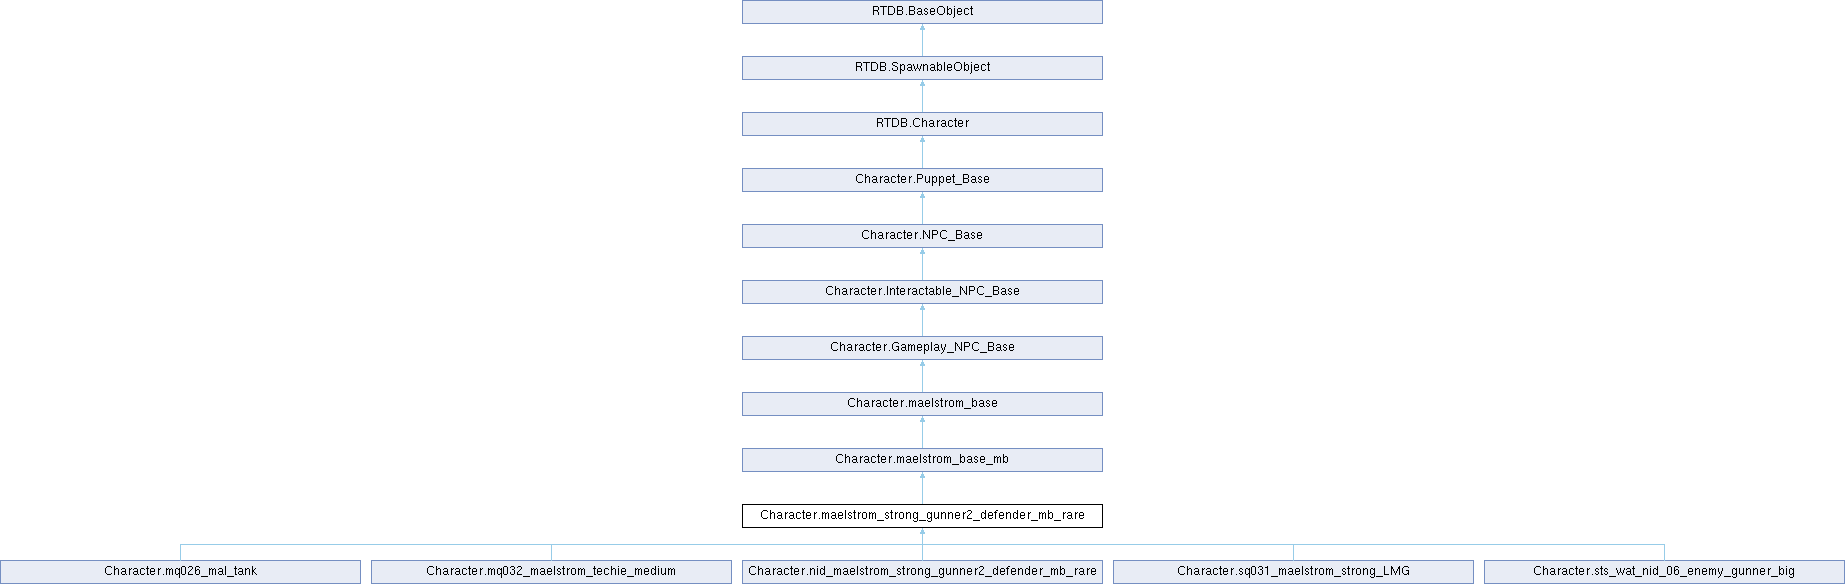 RTDB.BaseObject
RTDB.SpawnableObject
RTDB.Character
Character.Puppet_Base
Character.NPC_Base
Character.Interactable_NPC_Base
Character.Gameplay_NPC_Base
Character.maelstrom_base
Character.maelstrom_base_mb
Character.maelstrom_strong_gunner2_defender_mb_rare
Character.mq026_mal_tank
Character.mq032_maelstrom_techie_medium
Character.nid_maelstrom_strong_gunner2_defender_mb_rare
Character.sq031_maelstrom_strong_LMG
Character.sts_wat_nid_06_enemy_gunner_big